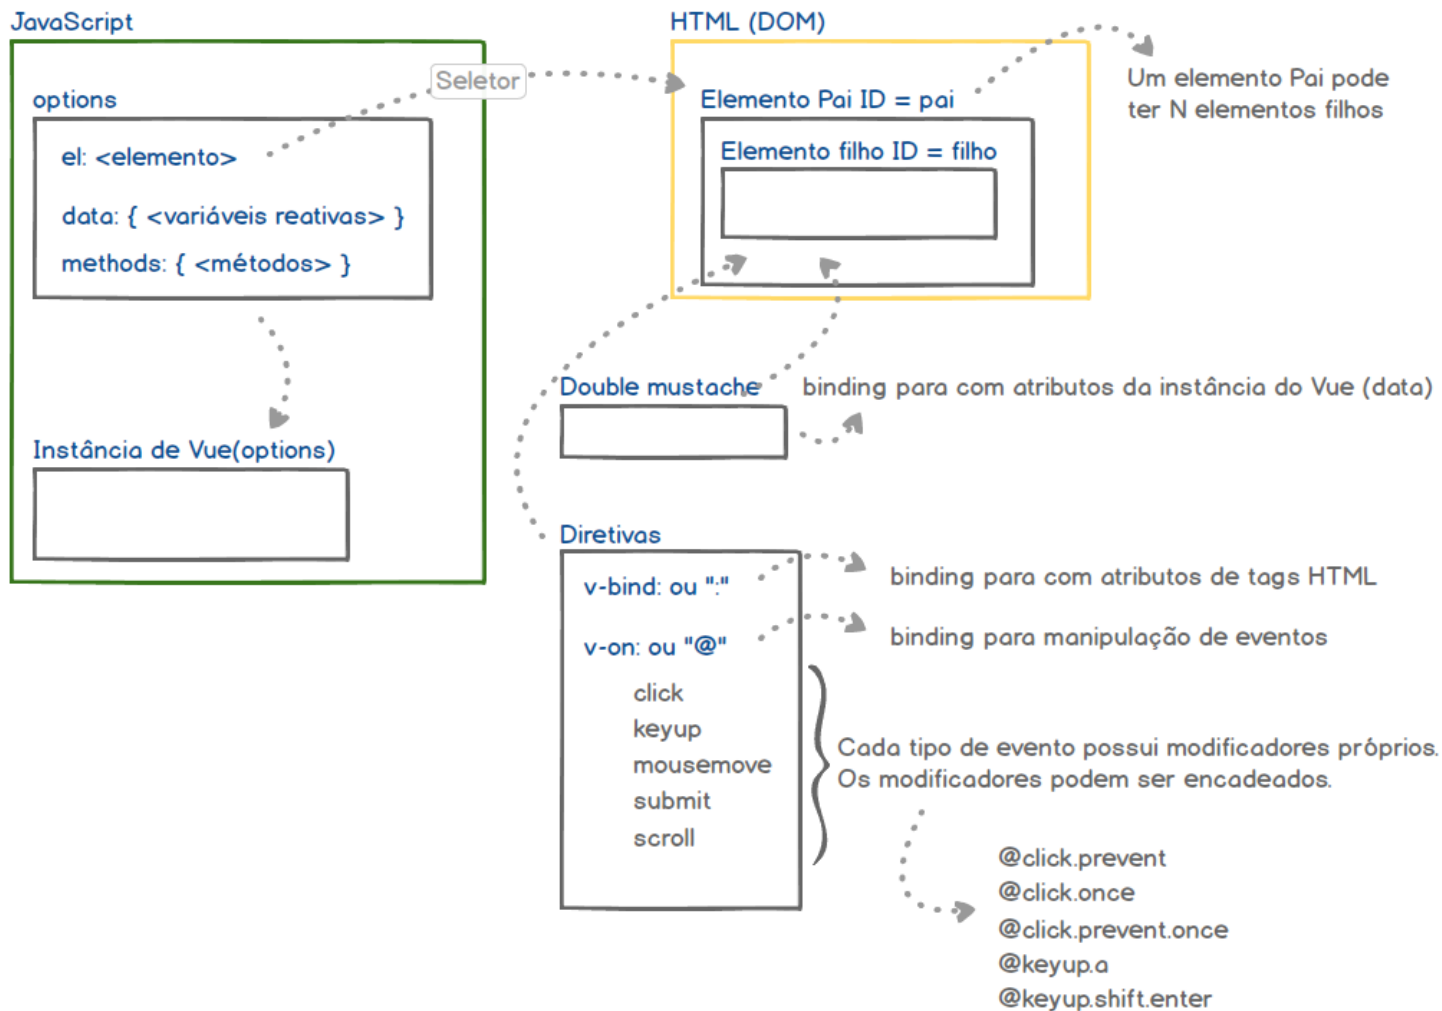 JavaScript
options
el: <elemento>
data: { <variáveis reativas> }
methods: { <métodos> }
Instância de Vue(options)
Seletor
HTML (DOM)
Elemento Pai ID = pai
Elemento filho ID = filho
Um elemento Pai pode
ter N elementos filhos
Double mustache
binding para com atributos da instância do Vue (data)
Diretivas
v-bind: ou ":"
binding para com atributos de tags HTML
v-on: ou "@"
binding para manipulação de eventos
click
keyup
mousemove
submit
scroll
Cada tipo de evento possui modificadores próprios.
Os modificadores podem ser encadeados.
@click.prevent
@click.once
@click.prevent.once
@keyup.a
@keyup.shift.enter